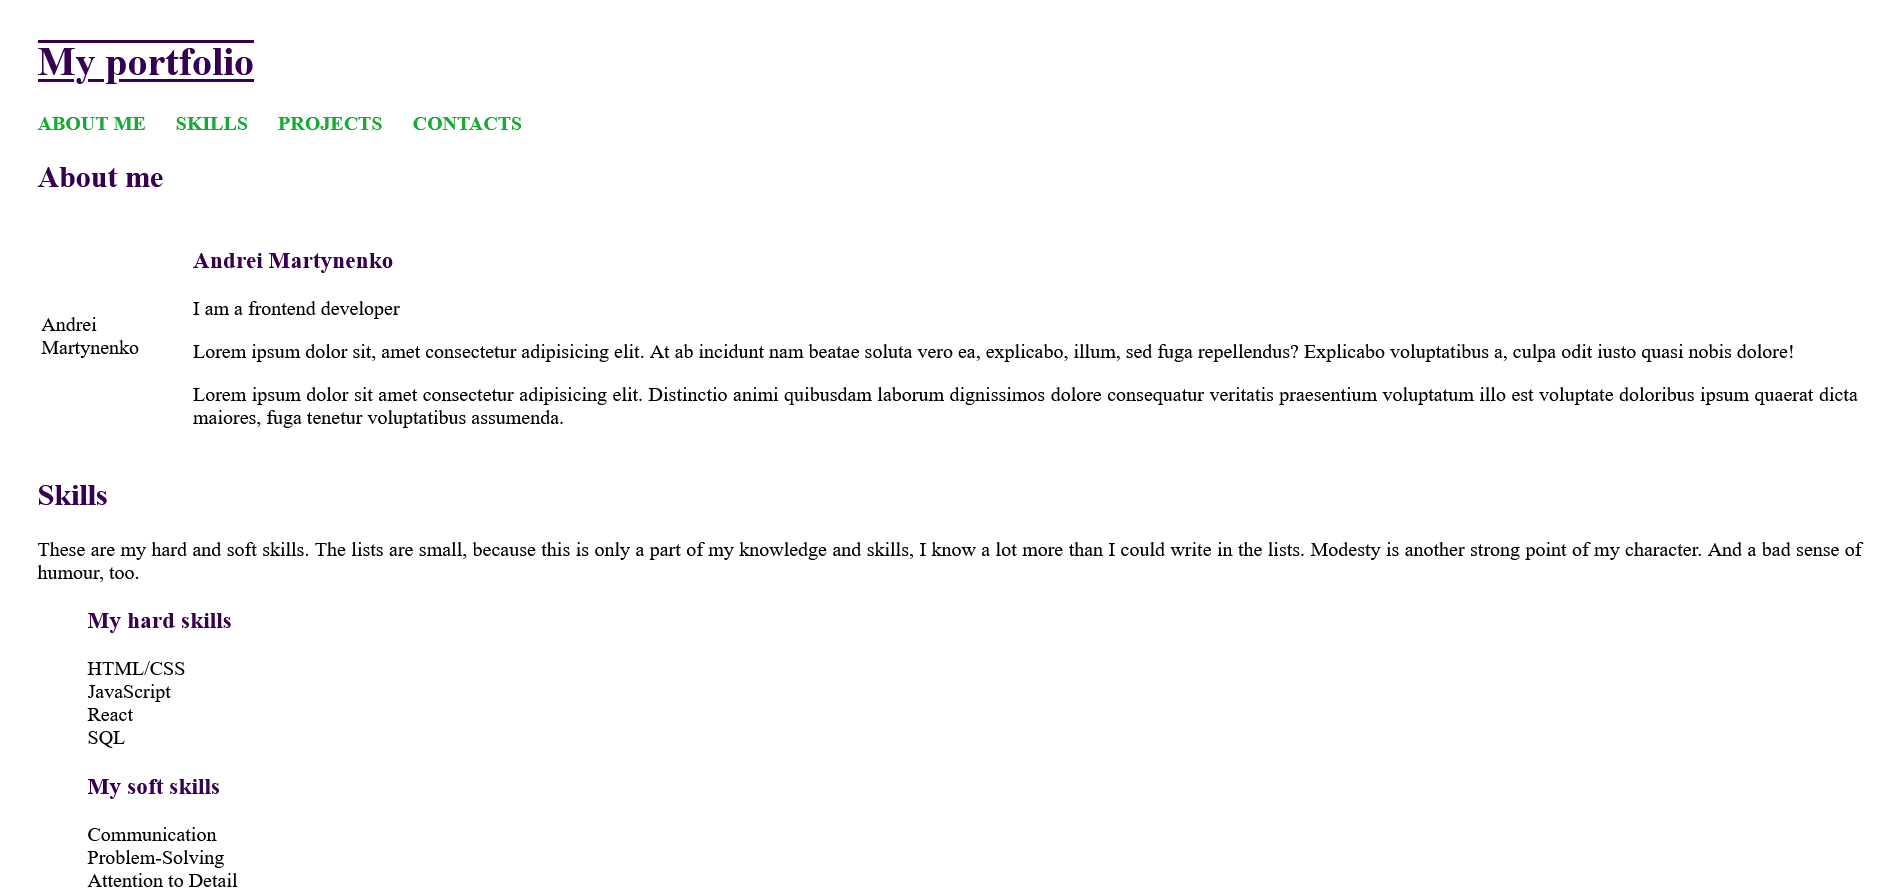 My portfolio
ABOUT ME SKILLS PROJECTS CONTACTS
About me
Andrei Martynenko
I am a frontend developer
Andrei
Martynenko
Lorem ipsum dolor sit, amet consectetur adipisicing elit. At ab incidunt nam beatae soluta vero ea, explicabo, illum, sed fuga repellendus? Explicabo voluptatibus a, culpa odit iusto quasi nobis dolore!
Lorem ipsum dolor sit amet consectetur adipisicing elit. Distinctio animi quibusdam laborum dignissimos dolore consequatur veritatis praesentium voluptatum illo est voluptate doloribus ipsum quaerat dicta
maiores, fuga tenetur voluptatibus assumenda.
Skills
These are my hard and soft skills. The lists are small, because this is only a part of my knowledge and skills, I know a lot more than I could write in the lists. Modesty is another strong point of my character. And a bad sense of
humour, too.
My hard skills
HTML/CSS
JavaScript
React
SQL
My soft skills
Communication
Problem-Solving
Attention to Detail